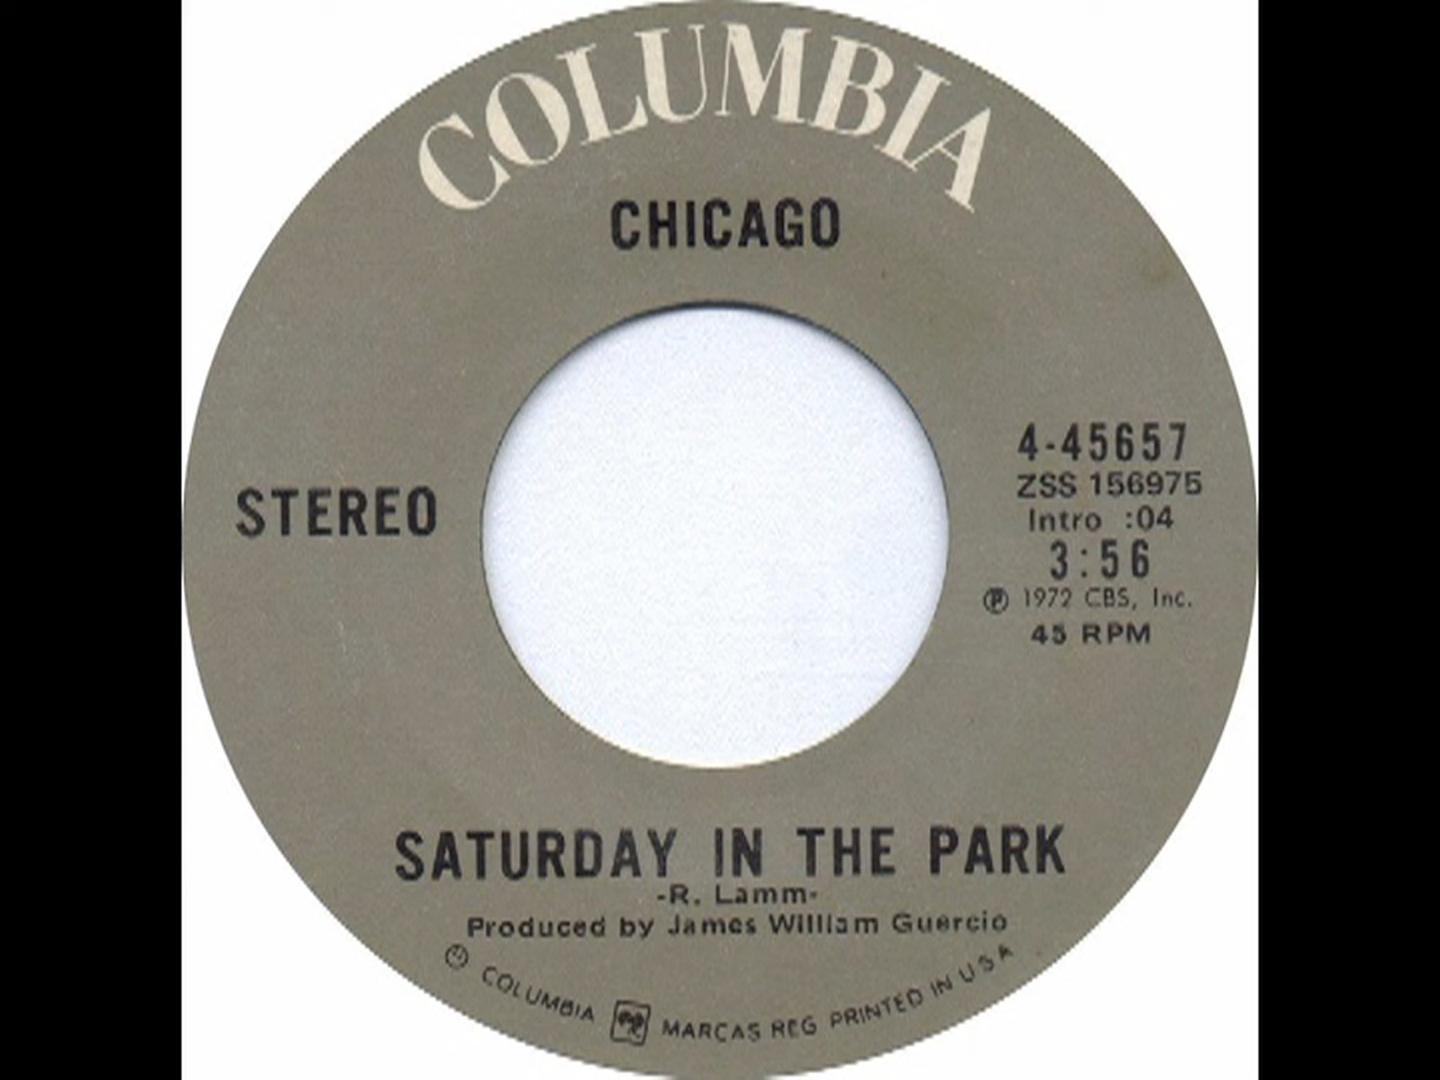 COLUMBIA
CHICAGO
STEREO
4-45657
ZSS 156975
Intro :04
3:56
Ⓟ 1972 CBS, Inc.
45 RPM
SATURDAY IN THE PARK
-R. Lamm-
Produced by James William Guercio
COLUMBIA MARCAS REG PRINTED IN U S A